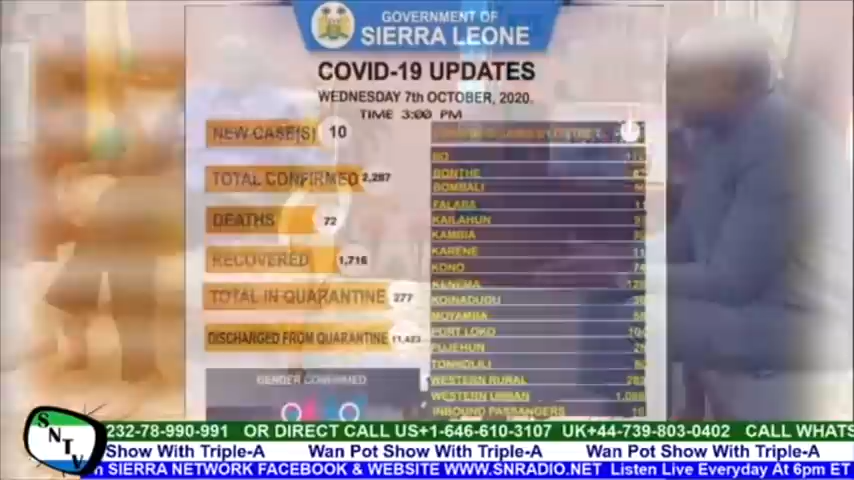 GOVERNMENT OF
SIERRA LEONE
COVID-19 UPDATES
WEDNESDAY 7th OCTOBER, 2020.
TIME 3:00 PM
NEW CASE(S) 10
TOTAL CONFIRMED 2,287
DEATHS 72
RECOVERED 1,716
TOTAL IN QUARANTINE 277
DISCHARGED FROM QUARANTINE 11,423
GENDER CONFIRMED
BO
BONTHE
BOMBALI
FALABA
KAILAHUN
KAMBIA
KARENE
KONO
KENEMA
KOINADUGU
MOYAMBA
PORT LOKO
PUJEHUN
TONKOLILI
WESTERN RURAL
WESTERN URBAN
INBOUND PASSANGERS
SNTV
232-78-990-991 OR DIRECT CALL US+1-646-610-3107 UK+44-739-803-0402 CALL WHATS
Show With Triple-A Wan Pot Show With Triple-A Wan Pot Show With Triple-A
SIERRA NETWORK FACEBOOK & WEBSITE WWW.SNRADIO.NET Listen Live Everyday At 6pm ET